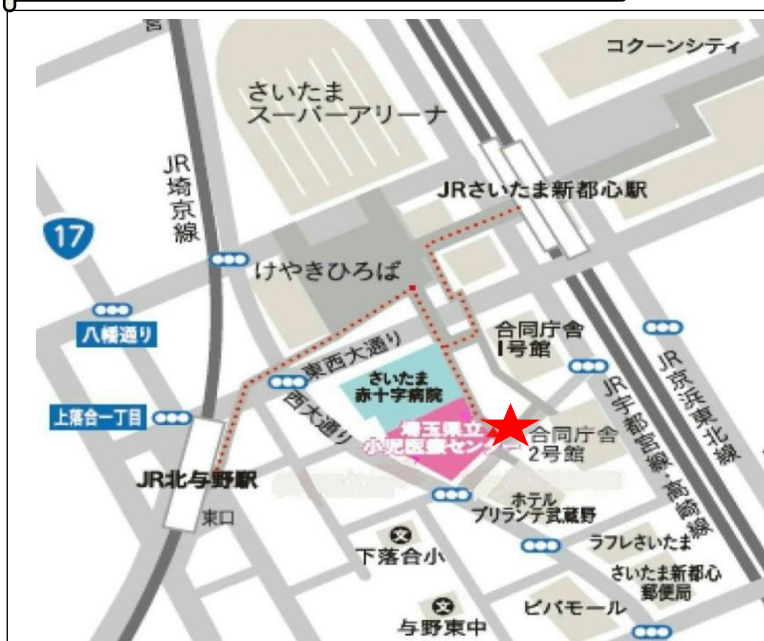 コクーンシティ
さいたま
スーパーアリーナ
JRさいたま新都心駅
JR埼京線
17
けやきひろば
八幡通り
東西大通り
合同庁舎
1号館
さいたま
赤十字病院
西大通り
上落合一丁目
埼玉県立
小児医療センター
合同庁舎
2号館
JR京浜東北線
JR宇都宮線・高崎線
JR北与野駅
東口
ホテル
ブリランテ武蔵野
文
下落合小
ラフレさいたま
さいたま新都心
郵便局
文
与野東中
ビバモール